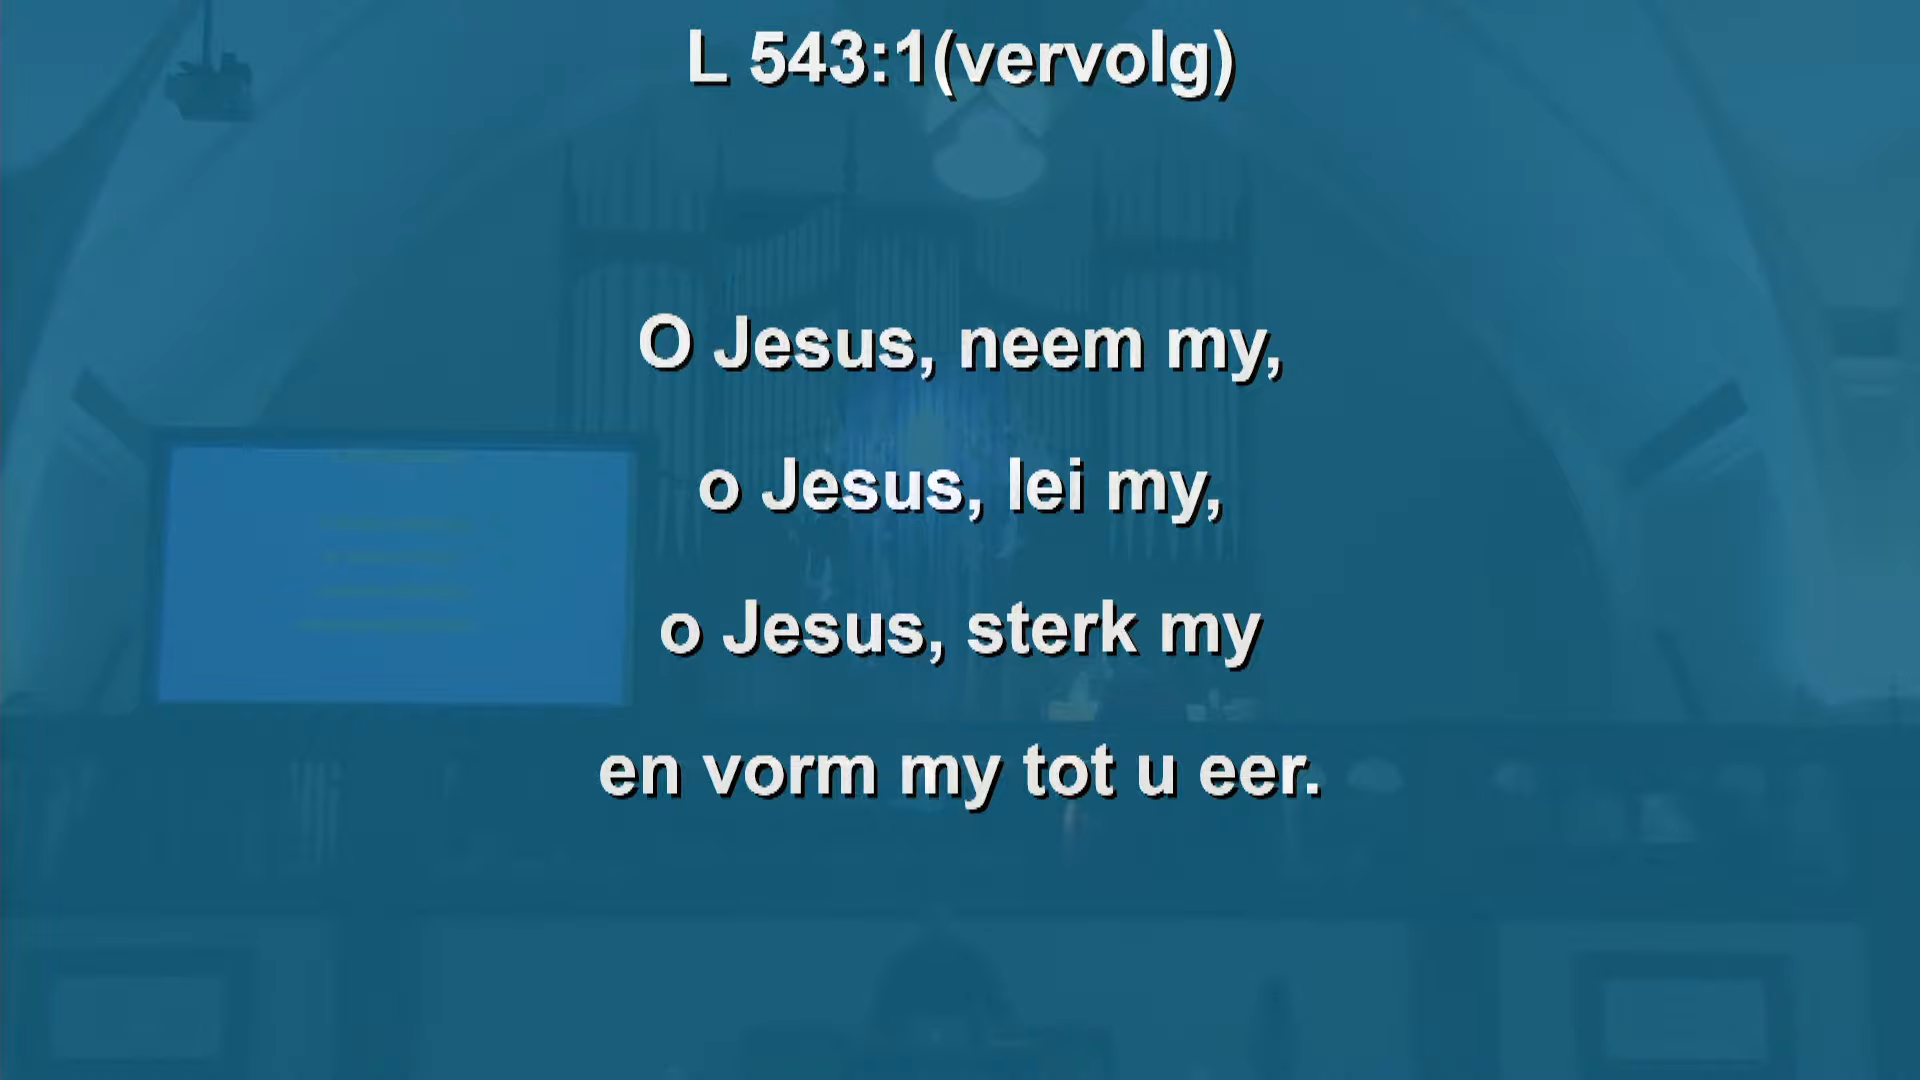 L 543:1(vervolg)
O Jesus, neem my,
o Jesus, lei my,
o Jesus, sterk my
en vorm my tot u eer.